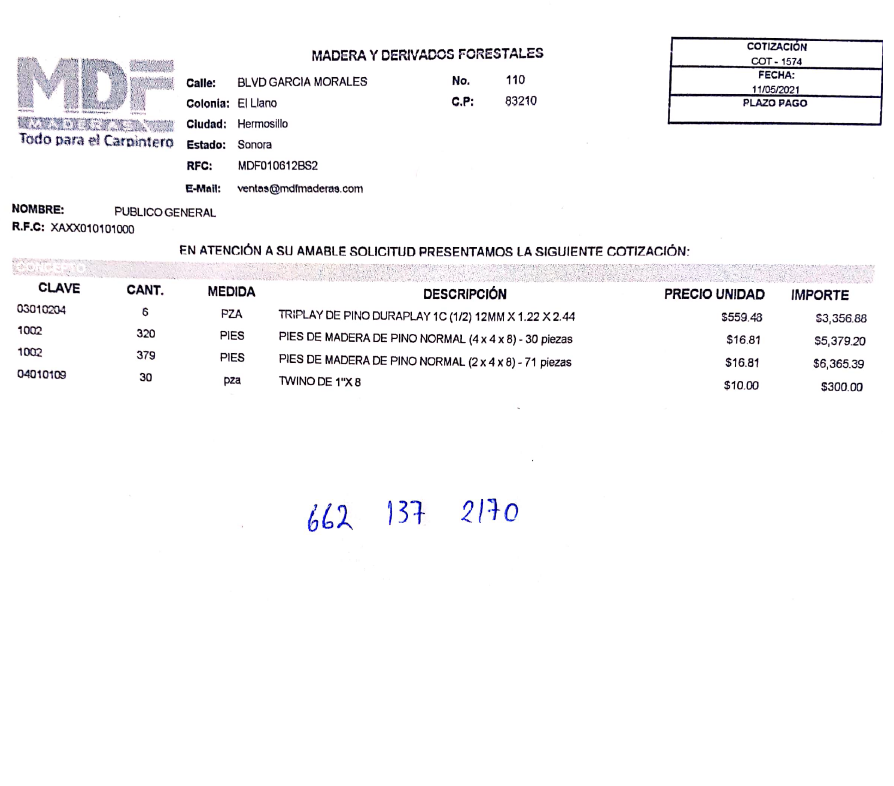 MADERA Y DERIVADOS FORESTALES
MDF
MADERAS
Todo para el Carpintero
Calle: BLVD GARCIA MORALES No. 110
Colonia: El Llano C.P: 83210
Ciudad: Hermosillo
Estado: Sonora
RFC: MDF010612BS2
E-Mail: ventas@mdfmaderas.com
COTIZACIÓN
COT - 1574
FECHA:
11/05/2021
PLAZO PAGO
NOMBRE: PUBLICO GENERAL
R.F.C: XAXX010101000
EN ATENCIÓN A SU AMABLE SOLICITUD PRESENTAMOS LA SIGUIENTE COTIZACIÓN:
CONCEPTO
CLAVE CANT. MEDIDA DESCRIPCIÓN PRECIO UNIDAD IMPORTE
03010204 6 PZA TRIPLAY DE PINO DURAPLAY 1C (1/2) 12MM X 1.22 X 2.44 $559.48 $3,356.88
1002 320 PIES PIES DE MADERA DE PINO NORMAL (4 x 4 x 8) - 30 piezas $16.81 $5,379.20
1002 379 PIES PIES DE MADERA DE PINO NORMAL (2 x 4 x 8) - 71 piezas $16.81 $6,365.39
04010109 30 pza TWINO DE 1"X 8 $10.00 $300.00
662 137 2170